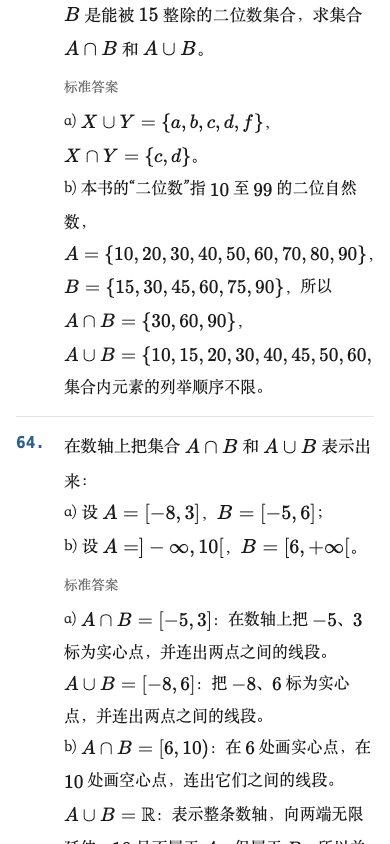 B 是能被 15 整除的二位数集合，求集合
A ∩ B 和 A ∪ B。
标准答案
a) X ∪ Y = {a, b, c, d, f},
X ∩ Y = {c, d}。
b) 本书的“二位数”指 10 至 99 的二位自然
数，
A = {10, 20, 30, 40, 50, 60, 70, 80, 90},
B = {15, 30, 45, 60, 75, 90}，所以
A ∩ B = {30, 60, 90},
A ∪ B = {10, 15, 20, 30, 40, 45, 50, 60,
集合内元素的列举顺序不限。
64. 在数轴上把集合 A ∩ B 和 A ∪ B 表示出
来：
a) 设 A = [−8, 3]，B = [−5, 6]；
b) 设 A =] − ∞, 10[，B = [6, +∞[。
标准答案
a) A ∩ B = [−5, 3]：在数轴上把 −5、3
标为实心点，并连出两点之间的线段。
A ∪ B = [−8, 6]：把 −8、6 标为实心
点，并连出两点之间的线段。
b) A ∩ B = [6, 10)：在 6 处画实心点，在
10 处画空心点，连出它们之间的线段。
A ∪ B = ℝ：表示整条数轴，向两端无限